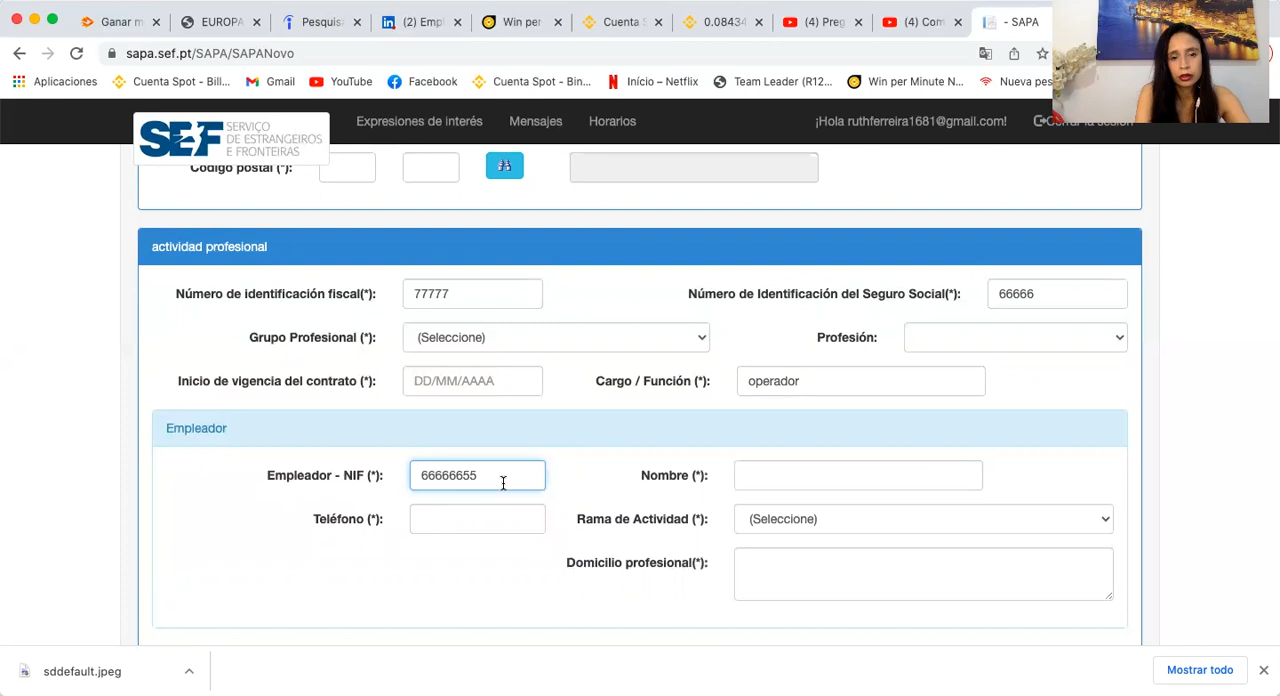 Ganar m
EUROPA
Pesquisa
(2) Emp
Win per
Cuenta S
0.08434
(4) Preg
(4) Com
- SAPA
sapa.sef.pt/SAPA/SAPANovo
Aplicaciones
Cuenta Spot - Bill...
Gmail
YouTube
Facebook
Cuenta Spot - Bin...
Início – Netflix
Team Leader (R12...
Win per Minute N...
Nueva pes
SEF SERVIÇO
DE ESTRANGEIROS
E FRONTEIRAS
Expresiones de interés
Mensajes
Horarios
¡Hola ruthferreira1681@gmail.com!
Cerrar la sesión
Código postal (*):
actividad profesional
Número de identificación fiscal(*): 77777
Número de Identificación del Seguro Social(*): 66666
Grupo Profesional (*): (Seleccione)
Profesión:
Inicio de vigencia del contrato (*): DD/MM/AAAA
Cargo / Función (*): operador
Empleador
Empleador - NIF (*): 66666655
Nombre (*):
Teléfono (*):
Rama de Actividad (*): (Seleccione)
Domicilio profesional(*):
sddefault.jpeg
Mostrar todo